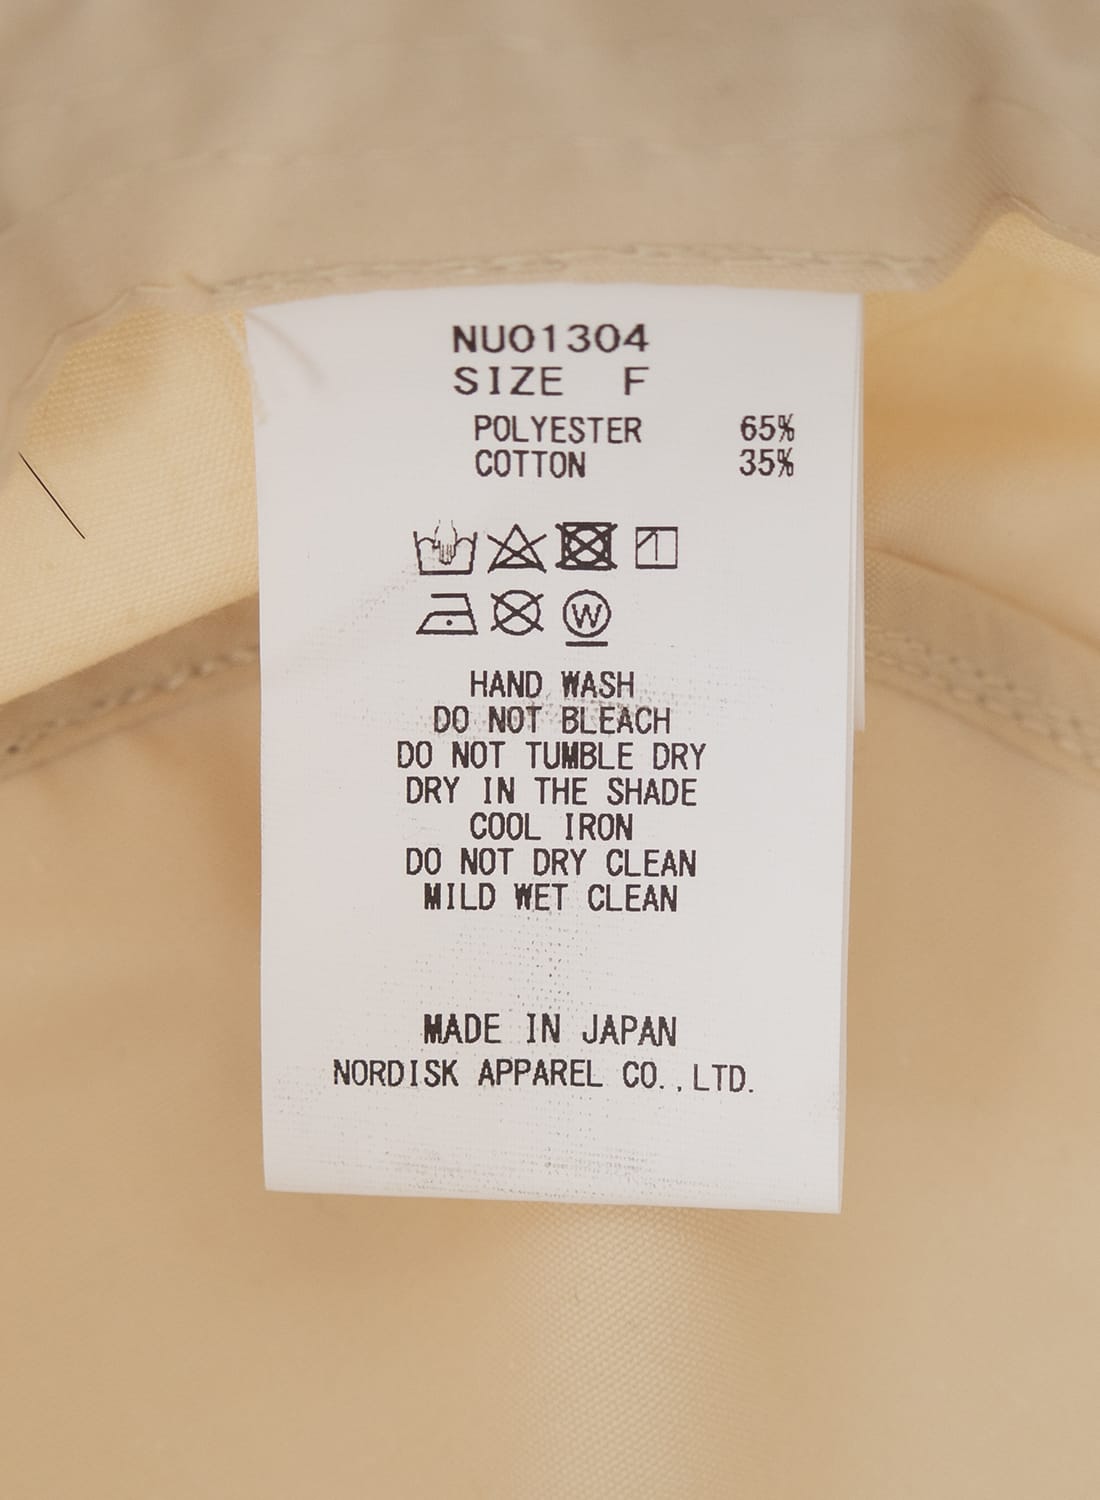 NU01304
SIZE F
POLYESTER 65%
COTTON 35%
W
HAND WASH
DO NOT BLEACH
DO NOT TUMBLE DRY
DRY IN THE SHADE
COOL IRON
DO NOT DRY CLEAN
MILD WET CLEAN
MADE IN JAPAN
NORDISK APPAREL CO.,LTD.